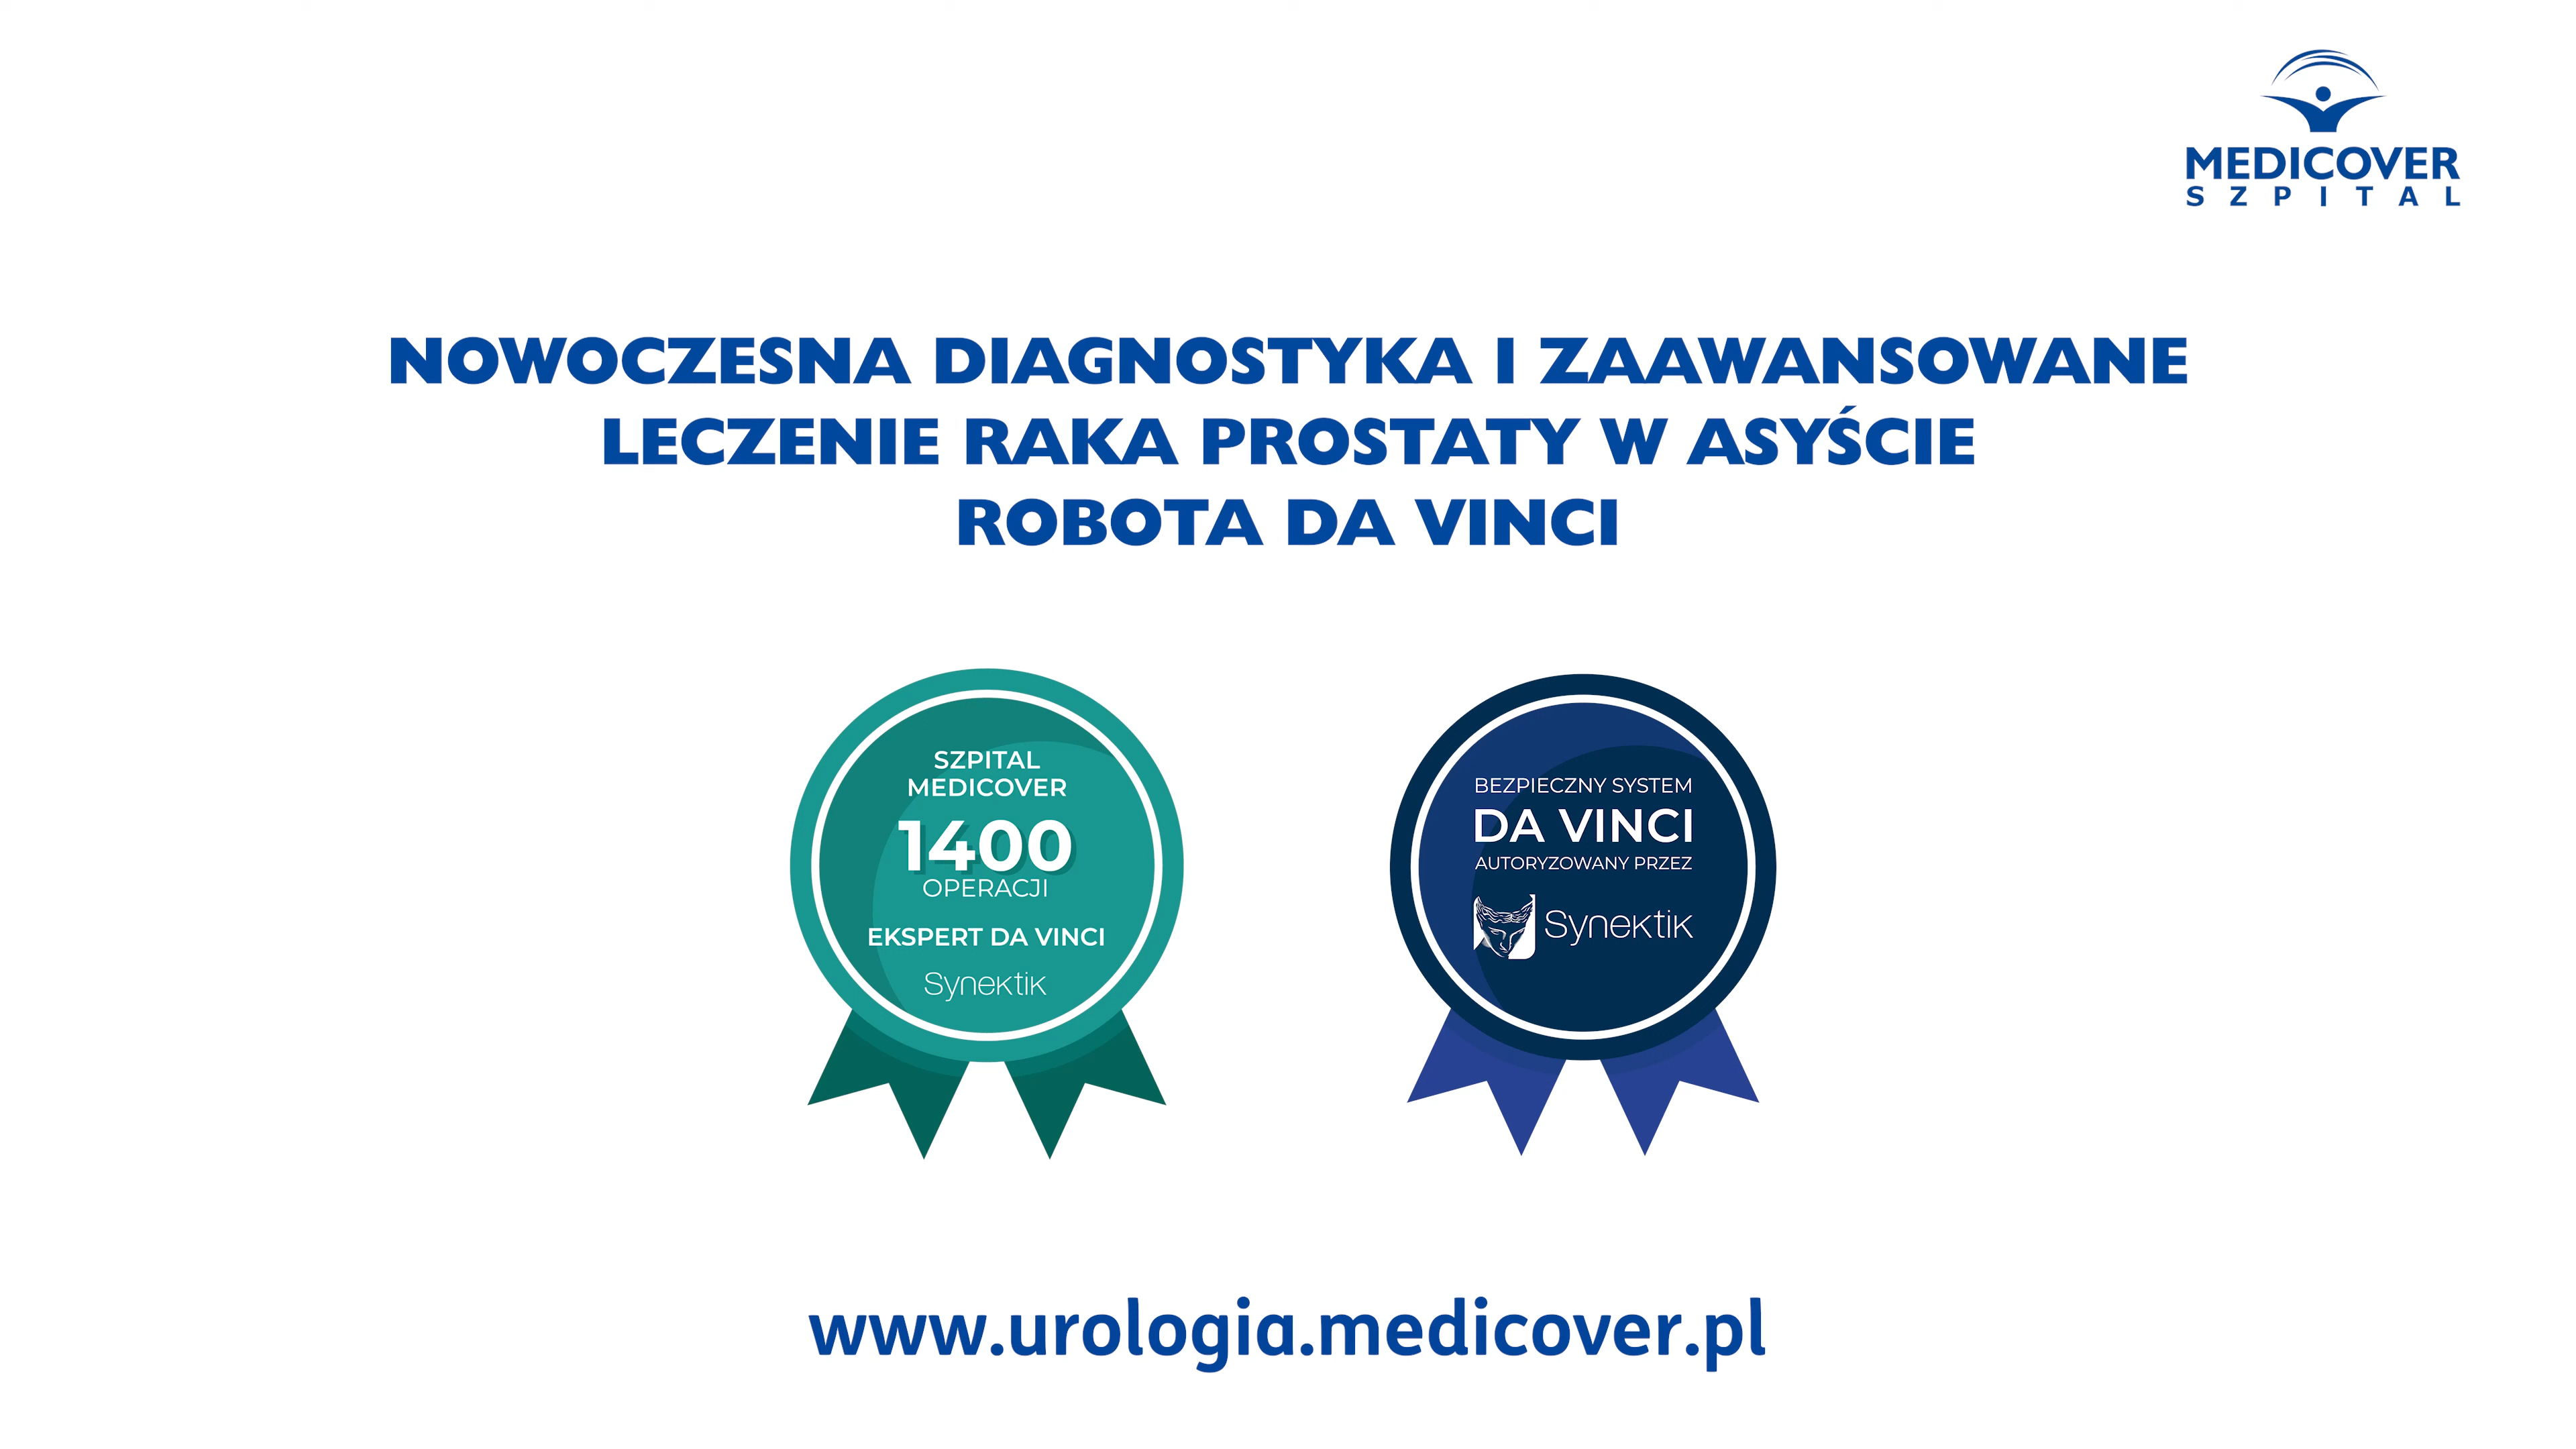 MEDICOVER
SZPITAL
NOWOCZESNA DIAGNOSTYKA I ZAAWANSOWANE
LECZENIE RAKA PROSTATY W ASYŚCIE
ROBOTA DA VINCI
SZPITAL
MEDICOVER
1400
OPERACJI
EKSPERT DA VINCI
Synektik
BEZPIECZNY SYSTEM
DA VINCI
AUTORYZOWANY PRZEZ
Synektik
www.urologia.medicover.pl